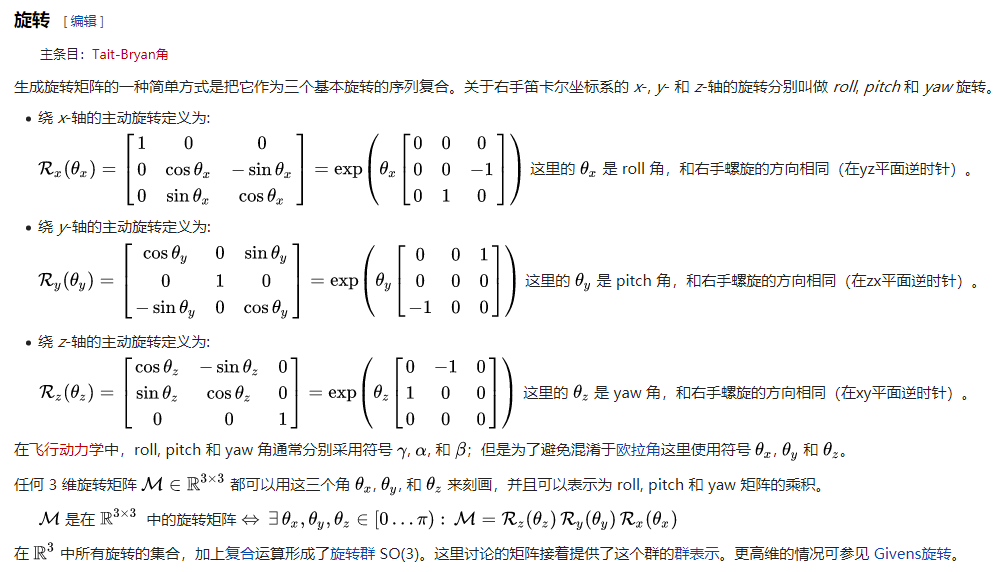 旋转 [ 编辑 ]
主条目：Tait-Bryan角
生成旋转矩阵的一种简单方式是把它作为三个基本旋转的序列复合。关于右手笛卡尔坐标系的 x-, y- 和 z-轴的旋转分别叫做 roll, pitch 和 yaw 旋转。
• 绕 x-轴的主动旋转定义为:
$\mathcal{R}_x(\theta_x) = \begin{bmatrix} 1 & 0 & 0 \\ 0 & \cos\theta_x & -\sin\theta_x \\ 0 & \sin\theta_x & \cos\theta_x \end{bmatrix} = \exp\left(\theta_x \begin{bmatrix} 0 & 0 & 0 \\ 0 & 0 & -1 \\ 0 & 1 & 0 \end{bmatrix}\right)$ 这里的 $\theta_x$ 是 roll 角，和右手螺旋的方向相同（在yz平面逆时针）。
• 绕 y-轴的主动旋转定义为:
$\mathcal{R}_y(\theta_y) = \begin{bmatrix} \cos\theta_y & 0 & \sin\theta_y \\ 0 & 1 & 0 \\ -\sin\theta_y & 0 & \cos\theta_y \end{bmatrix} = \exp\left(\theta_y \begin{bmatrix} 0 & 0 & 1 \\ 0 & 0 & 0 \\ -1 & 0 & 0 \end{bmatrix}\right)$ 这里的 $\theta_y$ 是 pitch 角，和右手螺旋的方向相同（在zx平面逆时针）。
• 绕 z-轴的主动旋转定义为:
$\mathcal{R}_z(\theta_z) = \begin{bmatrix} \cos\theta_z & -\sin\theta_z & 0 \\ \sin\theta_z & \cos\theta_z & 0 \\ 0 & 0 & 1 \end{bmatrix} = \exp\left(\theta_z \begin{bmatrix} 0 & -1 & 0 \\ 1 & 0 & 0 \\ 0 & 0 & 0 \end{bmatrix}\right)$ 这里的 $\theta_z$ 是 yaw 角，和右手螺旋的方向相同（在xy平面逆时针）。
在飞行动力学中，roll, pitch 和 yaw 角通常分别采用符号 $\gamma$, $\alpha$, 和 $\beta$；但是为了避免混淆于欧拉角这里使用符号 $\theta_x$, $\theta_y$ 和 $\theta_z$。
任何 3 维旋转矩阵 $\mathcal{M} \in \mathbb{R}^{3\times3}$ 都可以用这三个角 $\theta_x$, $\theta_y$, 和 $\theta_z$ 来刻画，并且可以表示为 roll, pitch 和 yaw 矩阵的乘积。
$\mathcal{M}$ 是在 $\mathbb{R}^{3\times3}$ 中的旋转矩阵 $\Leftrightarrow \exists\, \theta_x, \theta_y, \theta_z \in [0 \ldots \pi) : \mathcal{M} = \mathcal{R}_z(\theta_z)\, \mathcal{R}_y(\theta_y)\, \mathcal{R}_x(\theta_x)$
在 $\mathbb{R}^3$ 中所有旋转的集合，加上复合运算形成了旋转群 SO(3)。这里讨论的矩阵接着提供了这个群的群表示。更高维的情况可参见 Givens旋转。